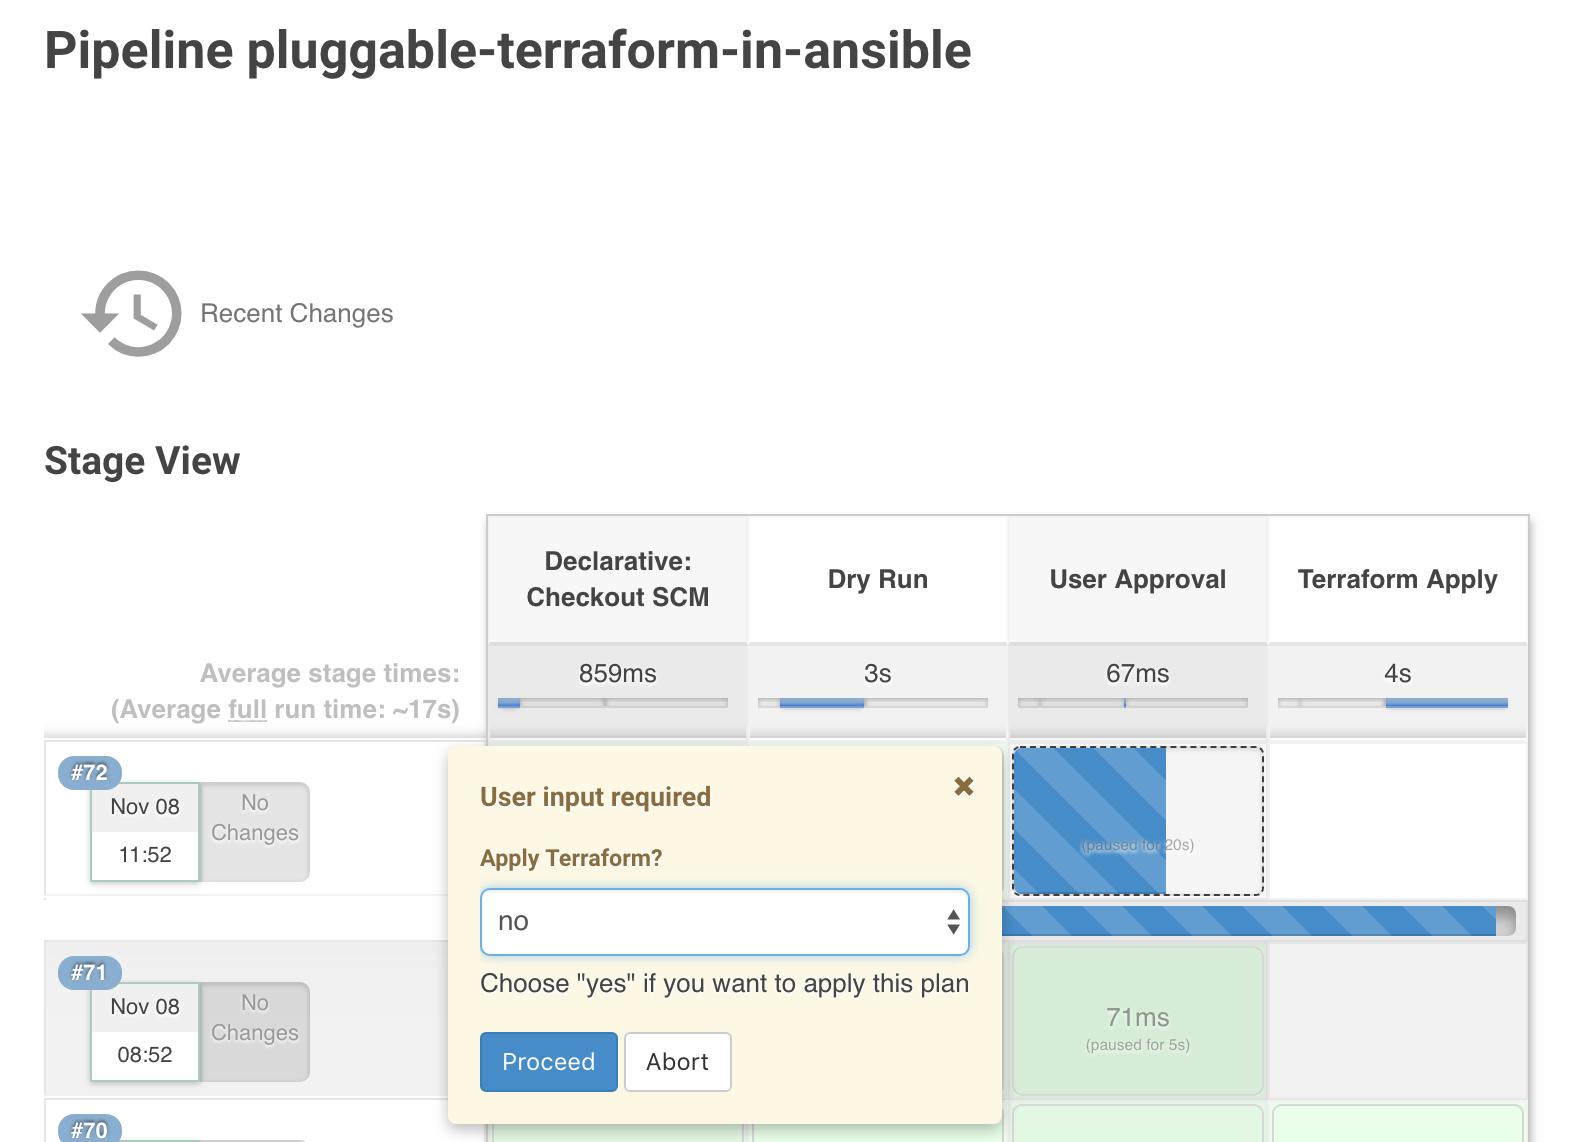 Pipeline pluggable-terraform-in-ansible
Recent Changes
Stage View
Declarative:
Checkout SCM
Dry Run
User Approval
Terraform Apply
Average stage times:
(Average full run time: ~17s)
859ms
3s
67ms
4s
#72
Nov 08
11:52
No
Changes
User input required
✖
Apply Terraform?
no
Choose "yes" if you want to apply this plan
Proceed
Abort
(paused for 20s)
#71
Nov 08
08:52
No
Changes
71ms
(paused for 5s)
#70